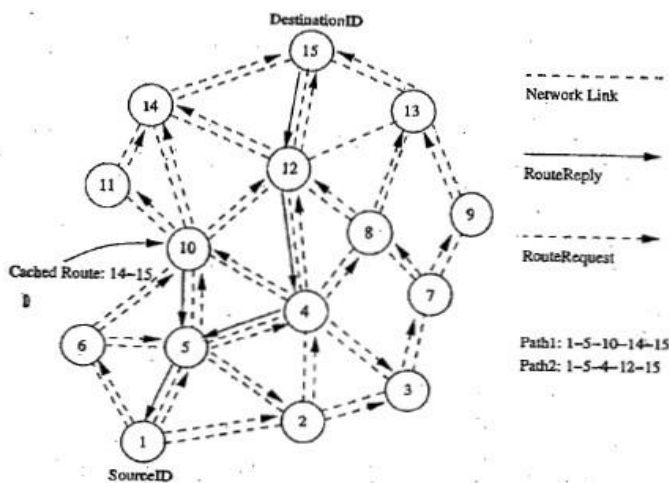 DestinationID
15
14
13
12
11
9
8
10
Cached Route: 14-15
7
4
6
5
3
2
1
SourceID
Network Link
RouteReply
RouteRequest
Path1: 1-5-10-14-15
Path2: 1-5-4-12-15